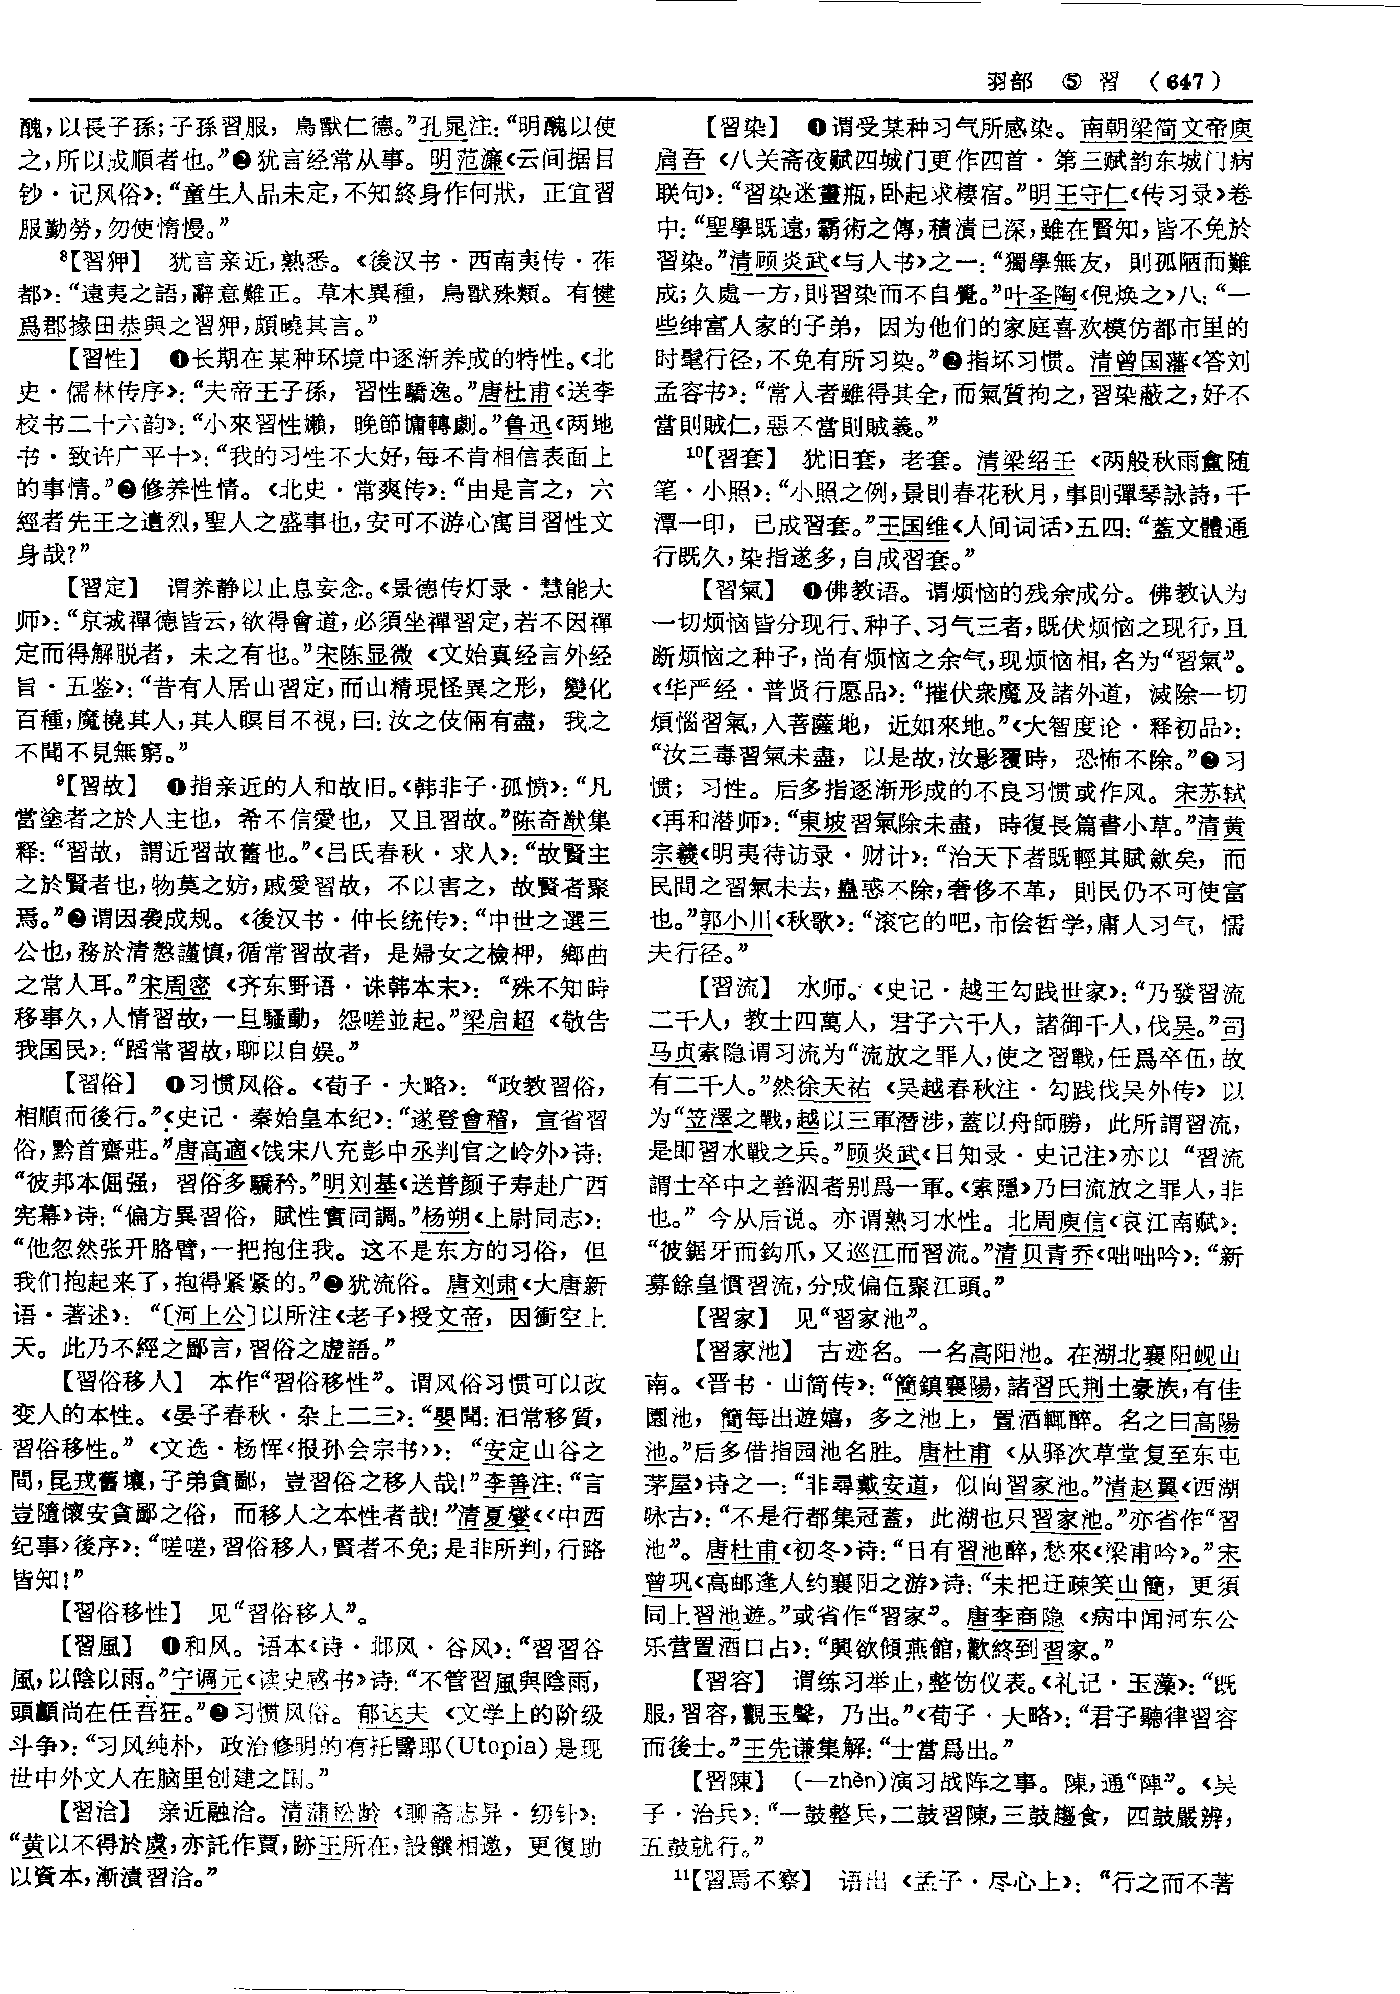 羽部 ⑤ 習 （647）
醜，以長子孫；子孫習服，鳥獸仁德。”孔晁注：“明醜以使
之，所以成順者也。”❷犹言经常从事。明范濂《云间据目
钞·记风俗》：“童生人品未定，不知終身作何狀，正宜習
服勤勞，勿使惰慢。”
⁸【習狎】 犹言亲近，熟悉。《後汉书·西南夷传·莋
都》：“遠夷之語，辭意難正。草木異種，鳥獸殊類。有犍
爲郡掾田恭與之習狎，頗曉其言。”
【習性】 ❶长期在某种环境中逐渐养成的特性。《北
史·儒林传序》：“夫帝王子孫，習性驕逸。”唐杜甫《送李
校书二十六韵》：“小來習性懶，晚節慵轉劇。”鲁迅《两地
书·致许广平十》：“我的习性不大好，每不肯相信表面上
的事情。”❷修养性情。《北史·常爽传》：“由是言之，六
經者先王之遺烈，聖人之盛事也，安可不游心寓目習性文
身哉？”
【習定】 谓养静以止息妄念。《景德传灯录·慧能大
师》：“京城禪德皆云，欲得會道，必須坐禪習定，若不因禪
定而得解脱者，未之有也。”宋陈显微《文始真经言外经
旨·五鉴》：“昔有人居山習定，而山精現怪異之形，變化
百種，魔撓其人，其人瞑目不視，曰：汝之伎倆有盡，我之
不聞不見無窮。”
⁹【習故】 ❶指亲近的人和故旧。《韩非子·孤愤》：“凡
當塗者之於人主也，希不信愛也，又且習故。”陈奇猷集
释：“習故，謂近習故舊也。”《吕氏春秋·求人》：“故賢主
之於賢者也，物莫之妨，戚愛習故，不以害之，故賢者聚
焉。”❷谓因袭成规。《後汉书·仲长统传》：“中世之選三
公也，務於清慤謹慎，循常習故者，是婦女之檢柙，鄉曲
之常人耳。”宋周密《齐东野语·诛韩本末》：“殊不知時
移事久，人情習故，一旦騷動，怨嗟並起。”梁启超《敬告
我国民》：“蹈常習故，聊以自娱。”
【習俗】 ❶习惯风俗。《荀子·大略》：“政教習俗，
相順而後行。”《史记·秦始皇本纪》：“遂登會稽，宣省習
俗，黔首齋莊。”唐高適《饯宋八充彭中丞判官之岭外》诗：
“彼邦本倔强，習俗多驕矜。”明刘基《送普颜子寿赴广西
宪幕》诗：“偏方異習俗，賦性實同調。”杨朔《上尉同志》：
“他忽然张开胳臂，一把抱住我。这不是东方的习俗，但
我们抱起来了，抱得紧紧的。”❷犹流俗。唐刘肃《大唐新
语·著述》：“〔河上公〕以所注《老子》授文帝，因衝空上
天。此乃不經之鄙言，習俗之虚語。”
【習俗移人】 本作“習俗移性”。谓风俗习惯可以改
变人的本性。《晏子春秋·杂上二三》：“嬰聞：汩常移質，
習俗移性。”《文选·杨恽〈报孙会宗书〉》：“安定山谷之
間，昆戎舊壤，子弟貪鄙，豈習俗之移人哉！”李善注：“言
豈隨懷安貪鄙之俗，而移人之本性者哉！”清夏燮《〈中西
纪事〉後序》：“嗟嗟，習俗移人，賢者不免；是非所判，行路
皆知！”
【習俗移性】 见“習俗移人”。
【習風】 ❶和风。语本《诗·邶风·谷风》：“習習谷
風，以陰以雨。”宁调元《读史感书》诗：“不管習風與陰雨，
頭顱尚在任吾狂。”❷习惯风俗。郁达夫《文学上的阶级
斗争》：“习风纯朴，政治修明的有托譬耶（Utopia）是现
世中外文人在脑里创建之国。”
【習洽】 亲近融洽。清蒲松龄《聊斋志异·纫针》：
“黄以不得於虞，亦託作賈，跡王所在，設饌相邀，更復助
以資本，漸漬習洽。”
【習染】 ❶谓受某种习气所感染。南朝梁简文帝庾
肩吾《八关斋夜赋四城门更作四首·第三赋韵东城门病
联句》：“習染迷畫瓶，卧起求棲宿。”明王守仁《传习录》卷
中：“聖學既遠，霸術之傳，積漬已深，雖在賢知，皆不免於
習染。”清顾炎武《与人书》之一：“獨學無友，則孤陋而難
成；久處一方，則習染而不自覺。”叶圣陶《倪焕之》八：“一
些绅富人家的子弟，因为他们的家庭喜欢模仿都市里的
时髦行径，不免有所习染。”❷指坏习惯。清曾国藩《答刘
孟容书》：“常人者雖得其全，而氣質拘之，習染蔽之，好不
當則賊仁，惡不當則賊義。”
¹⁰【習套】 犹旧套，老套。清梁绍壬《两般秋雨盦随
笔·小照》：“小照之例，景則春花秋月，事則彈琴詠詩，千
潭一印，已成習套。”王国维《人间词话》五四：“蓋文體通
行既久，染指遂多，自成習套。”
【習氣】 ❶佛教语。谓烦恼的残余成分。佛教认为
一切烦恼皆分现行、种子、习气三者，既伏烦恼之现行，且
断烦恼之种子，尚有烦恼之余气，现烦恼相，名为“習氣”。
《华严经·普贤行愿品》：“摧伏衆魔及諸外道，滅除一切
煩惱習氣，入菩薩地，近如來地。”《大智度论·释初品》：
“汝三毒習氣未盡，以是故，汝影覆時，恐怖不除。”❷习
惯；习性。后多指逐渐形成的不良习惯或作风。宋苏轼
《再和潜师》：“東坡習氣除未盡，時復長篇書小草。”清黄
宗羲《明夷待访录·财计》：“治天下者既輕其賦斂矣，而
民間之習氣未去，蠱惑不除，奢侈不革，則民仍不可使富
也。”郭小川《秋歌》：“滚它的吧，市侩哲学，庸人习气，懦
夫行径。”
【習流】 水师。《史记·越王勾践世家》：“乃發習流
二千人，教士四萬人，君子六千人，諸御千人，伐吴。”司
马贞索隐谓习流为“流放之罪人，使之習戰，任爲卒伍，故
有二千人。”然徐天祐《吴越春秋注·勾践伐吴外传》以
为“笠澤之戰，越以三軍潛涉，蓋以舟師勝，此所謂習流，
是即習水戰之兵。”顾炎武《日知录·史记注》亦以“習流
謂士卒中之善泅者别爲一軍。《索隱》乃曰流放之罪人，非
也。”今从后说。亦谓熟习水性。北周庾信《哀江南赋》：
“彼鋸牙而鈎爪，又巡江而習流。”清贝青乔《咄咄吟》：“新
募餘皇慣習流，分成偏伍聚江頭。”
【習家】 见“習家池”。
【習家池】 古迹名。一名高阳池。在湖北襄阳岘山
南。《晋书·山简传》：“簡鎮襄陽，諸習氏荆土豪族，有佳
園池，簡每出遊嬉，多之池上，置酒輒醉。名之曰高陽
池。”后多借指园池名胜。唐杜甫《从驿次草堂复至东屯
茅屋》诗之一：“非尋戴安道，似向習家池。”清赵翼《西湖
咏古》：“不是行都集冠蓋，此湖也只習家池。”亦省作“習
池”。唐杜甫《初冬》诗：“日有習池醉，愁來《梁甫吟》。”宋
曾巩《高邮逢人约襄阳之游》诗：“未把迂疎笑山簡，更須
同上習池遊。”或省作“習家”。唐李商隐《病中闻河东公
乐营置酒口占》：“興欲傾燕館，歡終到習家。”
【習容】 谓练习举止，整饬仪表。《礼记·玉藻》：“既
服，習容，觀玉聲，乃出。”《荀子·大略》：“君子聽律習容
而後士。”王先谦集解：“士當爲出。”
【習陳】 （—zhèn）演习战阵之事。陳，通“陣”。《吴
子·治兵》：“一鼓整兵，二鼓習陳，三鼓趨食，四鼓嚴辨，
五鼓就行。”
¹¹【習焉不察】 语出《孟子·尽心上》：“行之而不著